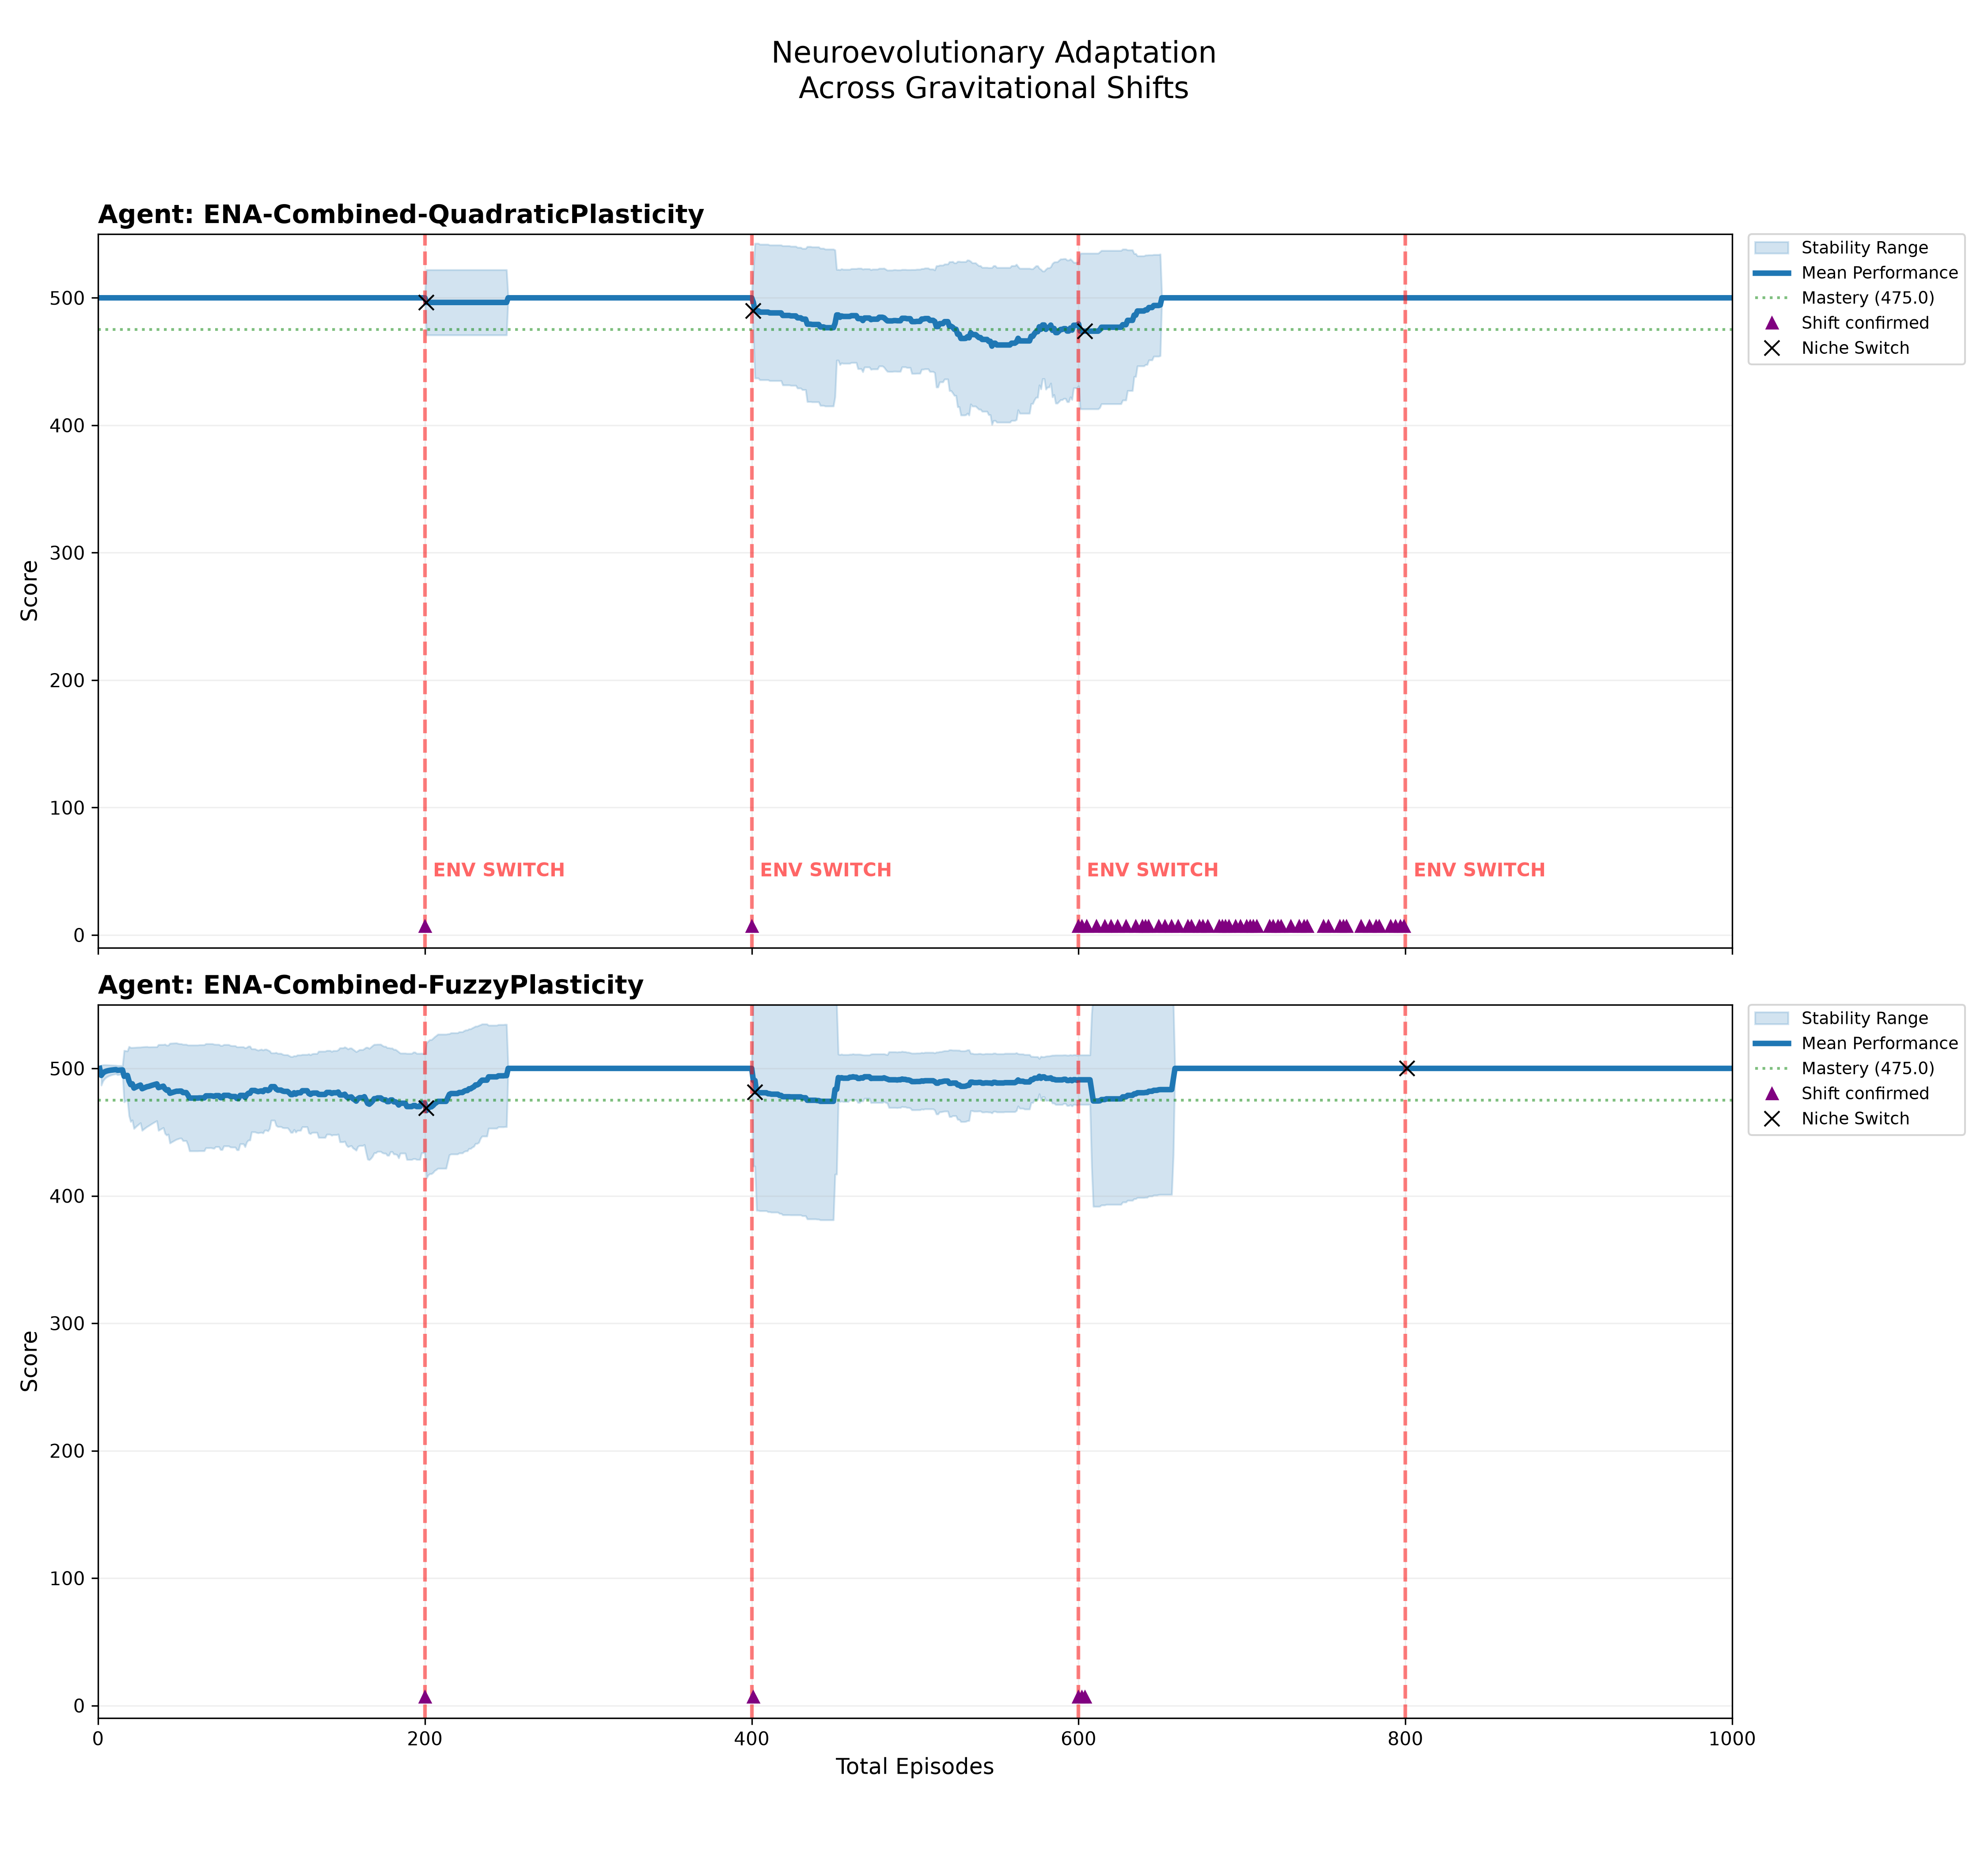 Neuroevolutionary Adaptation
Across Gravitational Shifts
Agent: ENA-Combined-QuadraticPlasticity
Score
500
400
300
200
100
0
ENV SWITCH
ENV SWITCH
ENV SWITCH
ENV SWITCH
Stability Range
Mean Performance
Mastery (475.0)
Shift confirmed
Niche Switch
Agent: ENA-Combined-FuzzyPlasticity
Score
500
400
300
200
100
0
0
200
400
600
800
1000
Total Episodes
Stability Range
Mean Performance
Mastery (475.0)
Shift confirmed
Niche Switch